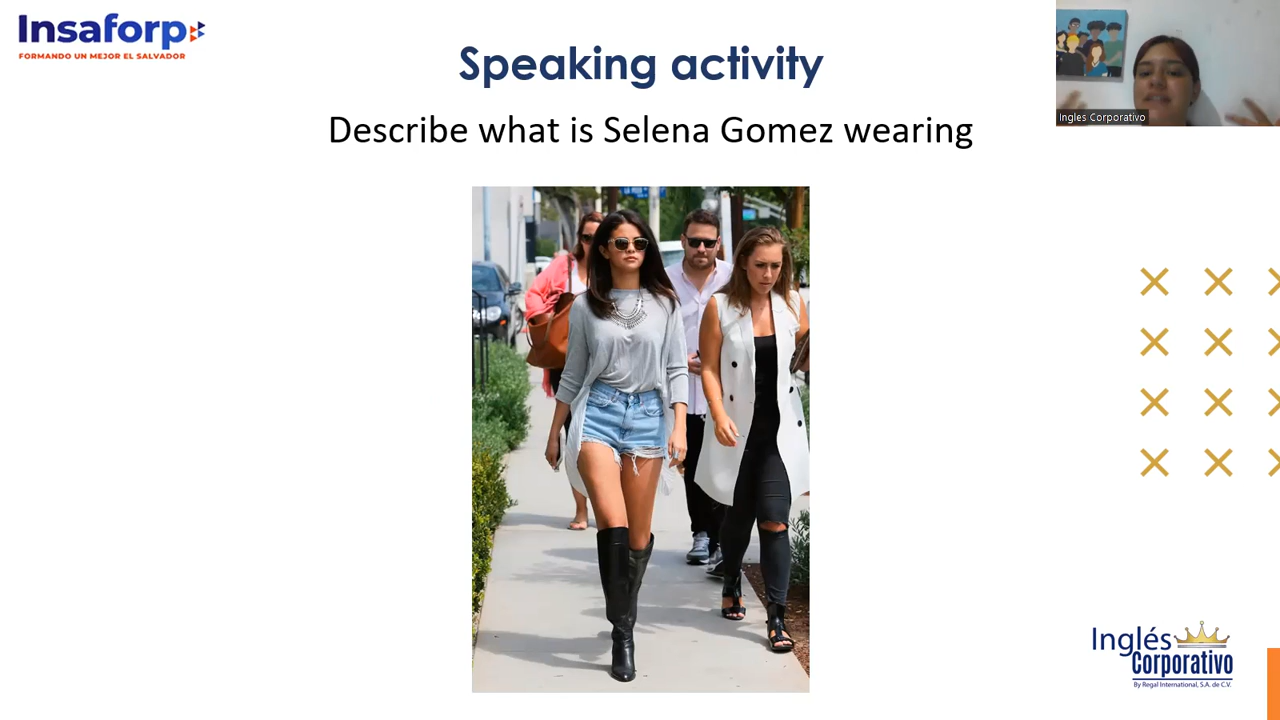 Insaforp
FORMANDO UN MEJOR EL SALVADOR
Speaking activity
Describe what is Selena Gomez wearing
Ingles Corporativo
Inglés
Corporativo
By Regal International, S.A. de C.V.